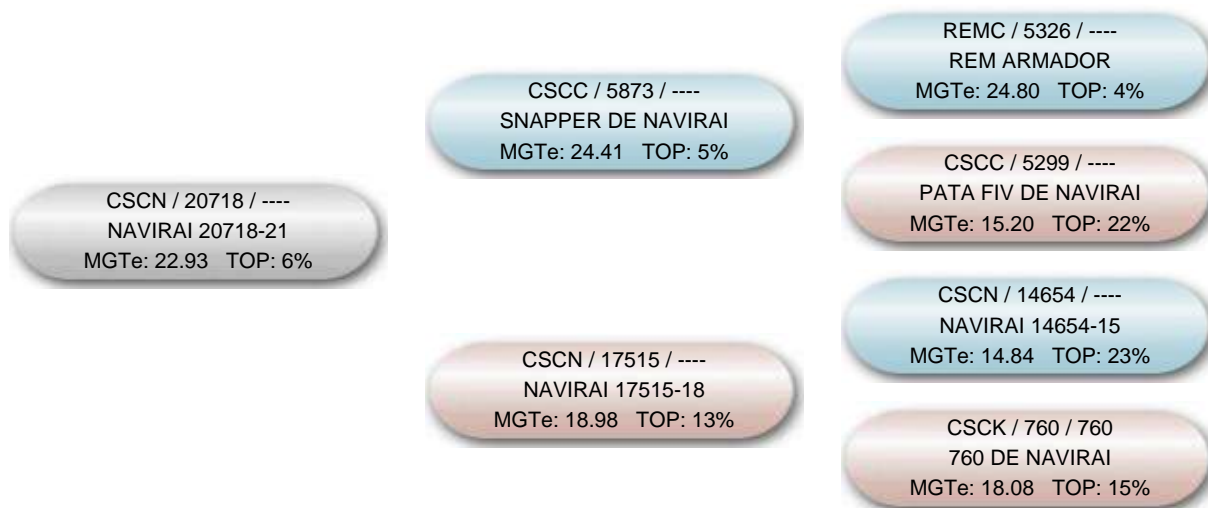 REMC / 5326 / ----
REM ARMADOR
MGTe: 24.80 TOP: 4%
CSCC / 5873 / ----
SNAPPER DE NAVIRAI
MGTe: 24.41 TOP: 5%
CSCC / 5299 / ----
PATA FIV DE NAVIRAI
MGTe: 15.20 TOP: 22%
CSCN / 20718 / ----
NAVIRAI 20718-21
MGTe: 22.93 TOP: 6%
CSCN / 14654 / ----
NAVIRAI 14654-15
MGTe: 14.84 TOP: 23%
CSCN / 17515 / ----
NAVIRAI 17515-18
MGTe: 18.98 TOP: 13%
CSCK / 760 / 760
760 DE NAVIRAI
MGTe: 18.08 TOP: 15%